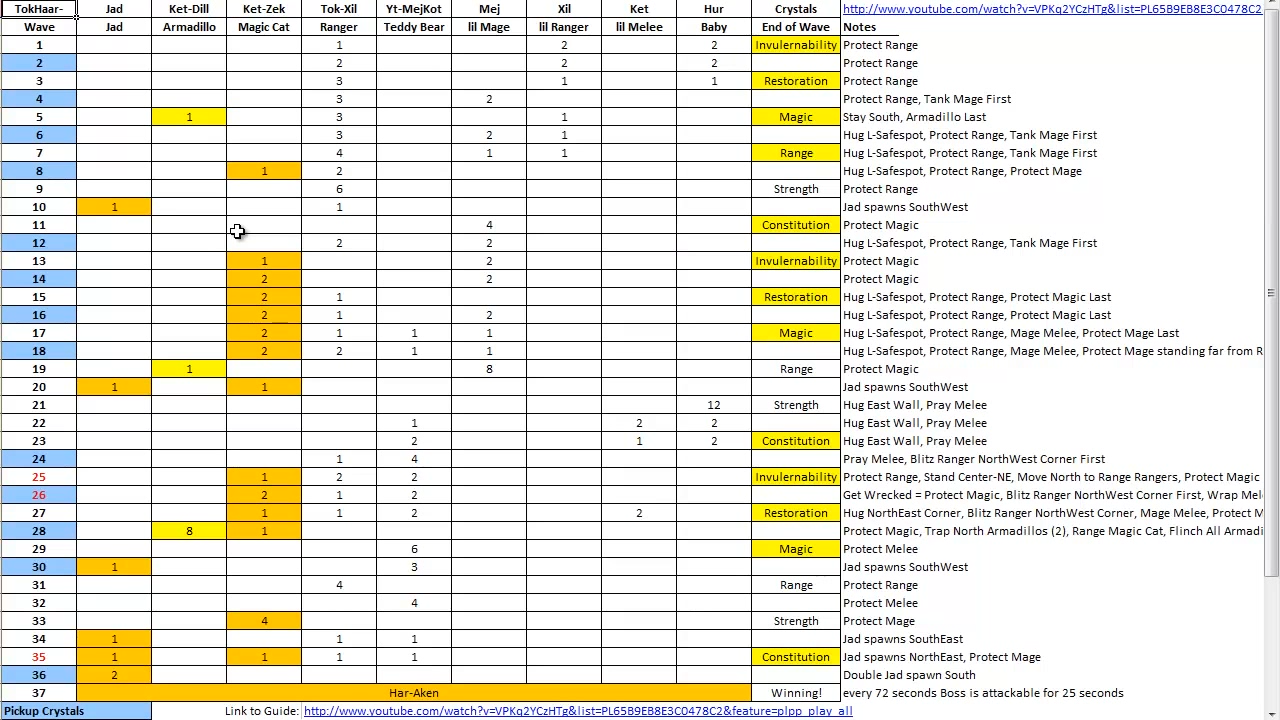 TokHaar- Jad Ket-Dill Ket-Zek Tok-Xil Yt-MejKot Mej Xil Ket Hur Crystals http://www.youtube.com/watch?v=VPKq2YCzHTg&list=PL65B9EB8E3C0478C2
Wave Jad Armadillo Magic Cat Ranger Teddy Bear lil Mage lil Ranger lil Melee Baby End of Wave Notes
1 1 2 2 Invulernability Protect Range
2 2 2 2 Protect Range
3 3 1 1 Restoration Protect Range
4 3 2 Protect Range, Tank Mage First
5 1 3 1 Magic Stay South, Armadillo Last
6 3 2 1 Hug L-Safespot, Protect Range, Tank Mage First
7 4 1 1 Range Hug L-Safespot, Protect Range, Tank Mage First
8 1 2 Hug L-Safespot, Protect Range, Protect Mage
9 6 Strength Protect Range
10 1 1 Jad spawns SouthWest
11 4 Constitution Protect Magic
12 2 2 Hug L-Safespot, Protect Range, Tank Mage First
13 1 2 Invulernability Protect Magic
14 2 2 Protect Magic
15 2 1 Restoration Hug L-Safespot, Protect Range, Protect Magic Last
16 2 1 2 Hug L-Safespot, Protect Range, Protect Magic Last
17 2 1 1 1 Magic Hug L-Safespot, Protect Range, Mage Melee, Protect Mage Last
18 2 2 1 1 Hug L-Safespot, Protect Range, Mage Melee, Protect Mage standing far from R
19 1 8 Range Protect Magic
20 1 1 Jad spawns SouthWest
21 12 Strength Hug East Wall, Pray Melee
22 1 2 2 Hug East Wall, Pray Melee
23 2 1 2 Constitution Hug East Wall, Pray Melee
24 1 4 Pray Melee, Blitz Ranger NorthWest Corner First
25 1 2 2 Invulernability Protect Range, Stand Center-NE, Move North to Range Rangers, Protect Magic
26 2 1 2 Get Wrecked = Protect Magic, Blitz Ranger NorthWest Corner First, Wrap Mel
27 1 1 2 2 Restoration Hug NorthEast Corner, Blitz Ranger NorthWest Corner, Mage Melee, Protect M
28 8 1 Protect Magic, Trap North Armadillos (2), Range Magic Cat, Flinch All Armadi
29 6 Magic Protect Melee
30 1 3 Jad spawns SouthWest
31 4 Range Protect Range
32 4 Protect Melee
33 4 Strength Protect Mage
34 1 1 1 Jad spawns SouthEast
35 1 1 1 1 Constitution Jad spawns NorthEast, Protect Mage
36 2 Double Jad spawn South
37 Har-Aken Winning! every 72 seconds Boss is attackable for 25 seconds
Pickup Crystals Link to Guide: http://www.youtube.com/watch?v=VPKq2YCzHTg&list=PL65B9EB8E3C0478C2&feature=plpp_play_all